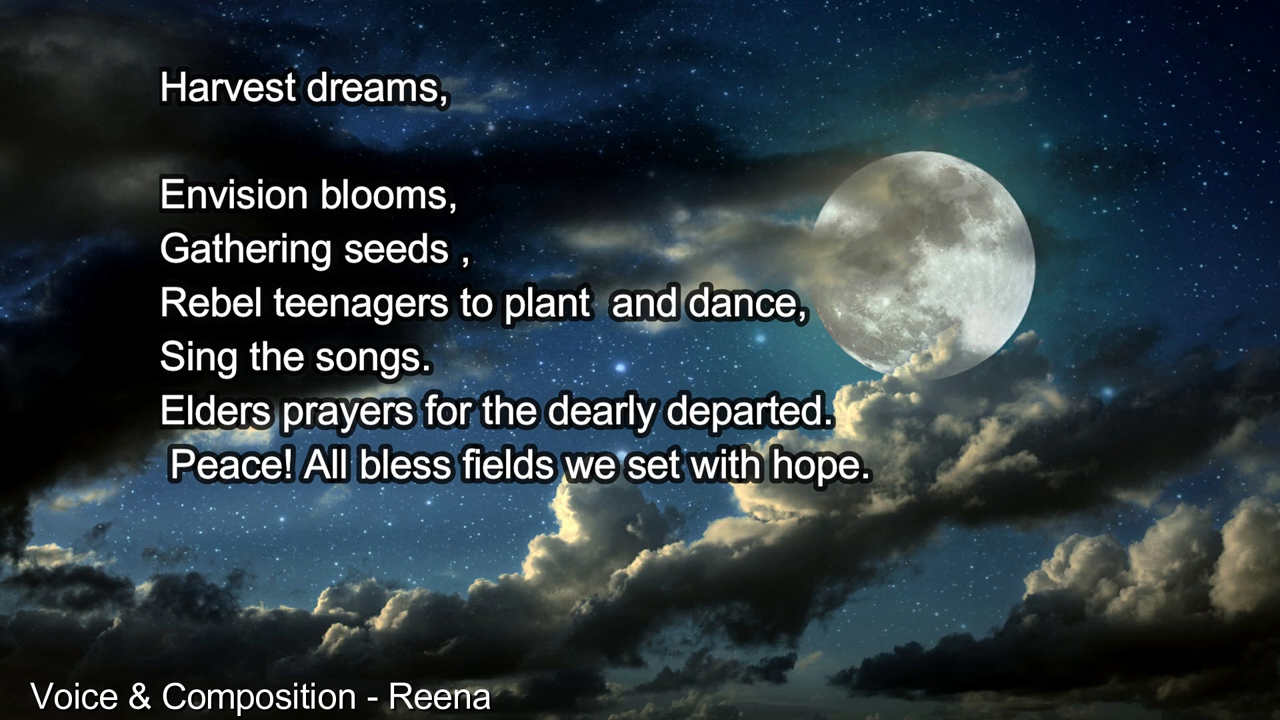 Harvest dreams,
Envision blooms,
Gathering seeds ,
Rebel teenagers to plant  and dance,
Sing the songs.
Elders prayers for the dearly departed.
Peace! All bless fields we set with hope.
Voice & Composition - Reena